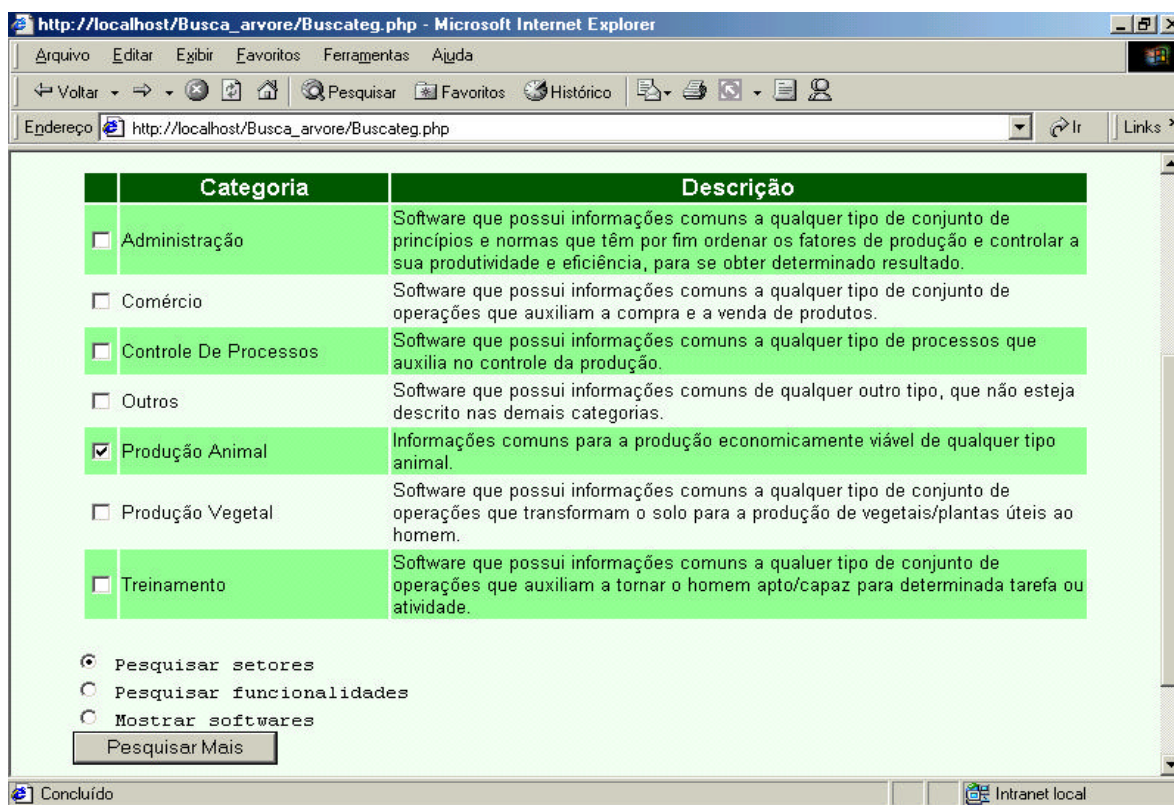 http://localhost/Busca_arvore/Buscateg.php - Microsoft Internet Explorer
Arquivo Editar Exibir Favoritos Ferramentas Ajuda
Voltar Pesquisar Favoritos Histórico
Endereço http://localhost/Busca_arvore/Buscateg.php Ir Links
Categoria Descrição
Administração
Software que possui informações comuns a qualquer tipo de conjunto de
princípios e normas que têm por fim ordenar os fatores de produção e controlar a
sua produtividade e eficiência, para se obter determinado resultado.
Comércio
Software que possui informações comuns a qualquer tipo de conjunto de
operações que auxiliam a compra e a venda de produtos.
Controle De Processos
Software que possui informações comuns a qualquer tipo de processos que
auxilia no controle da produção.
Outros
Software que possui informações comuns de qualquer outro tipo, que não esteja
descrito nas demais categorias.
Produção Animal
Informações comuns para a produção economicamente viável de qualquer tipo
animal.
Produção Vegetal
Software que possui informações comuns a qualquer tipo de conjunto de
operações que transformam o solo para a produção de vegetais/plantas úteis ao
homem.
Treinamento
Software que possui informações comuns a qualuer tipo de conjunto de
operações que auxiliam a tornar o homem apto/capaz para determinada tarefa ou
atividade.
Pesquisar setores
Pesquisar funcionalidades
Mostrar softwares
Pesquisar Mais
Concluído Intranet local